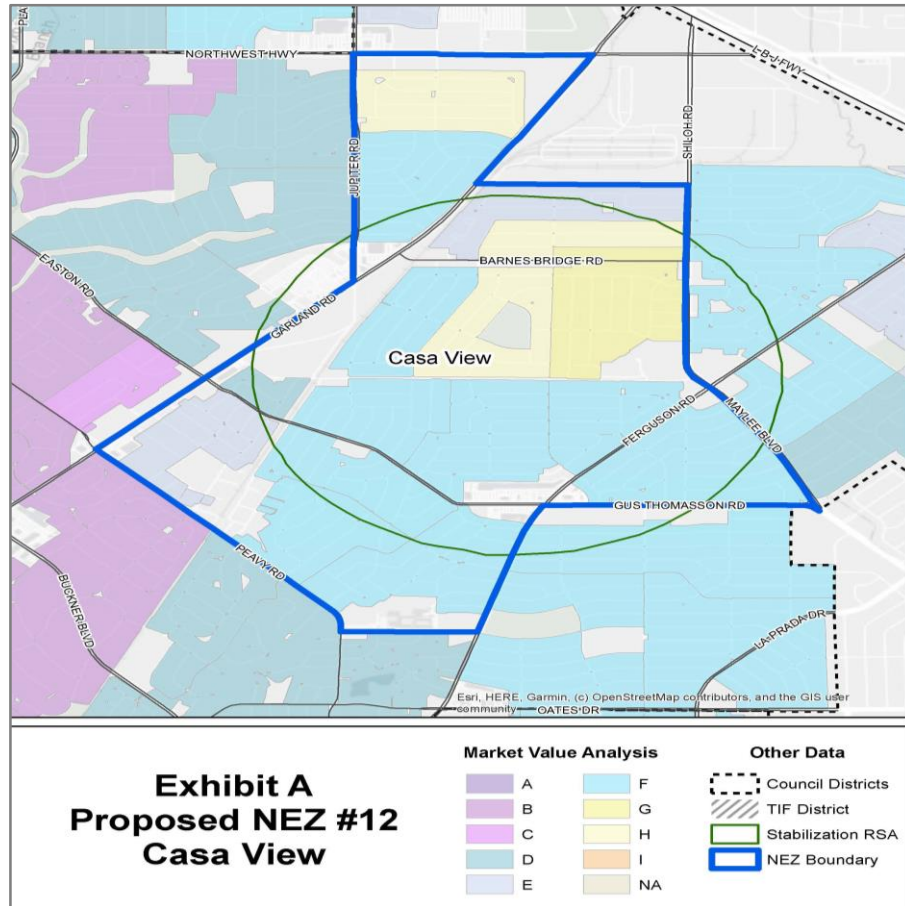 PLA
Branch
NORTHWEST HWY
L B J FWY
JUPITER RD
SHILOH RD
EASTON RD
BARNES BRIDGE RD
GARLAND RD
Casa View
FERGUSON RD
MAYLEE BLVD
GUS THOMASSON RD
PEAVY RD
BUCKNER BLVD
LA PRADA DR
Esri, HERE, Garmin, (c) OpenStreetMap contributors, and the GIS user
community
OATES DR
Exhibit A
Proposed NEZ #12
Casa View
Market Value Analysis
A
B
C
D
E
F
G
H
I
NA
Other Data
Council Districts
TIF District
Stabilization RSA
NEZ Boundary